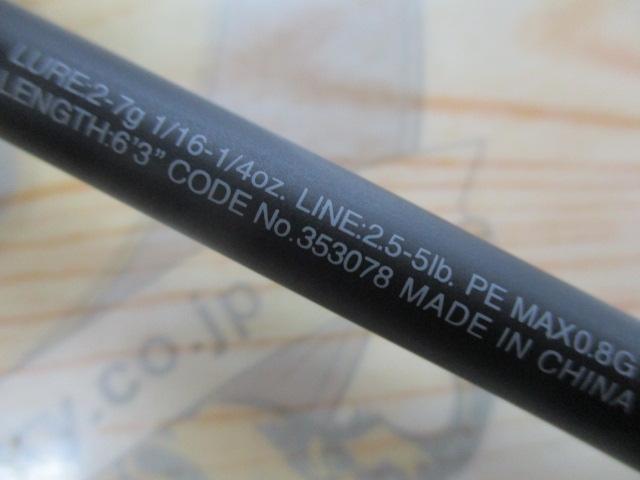 LURE:2-7g 1/16-1/4oz. LINE:2.5-5lb. PE MAX0.8G
LENGTH:6"3" CODE No.353078 MADE IN CHINA
y.co.jp